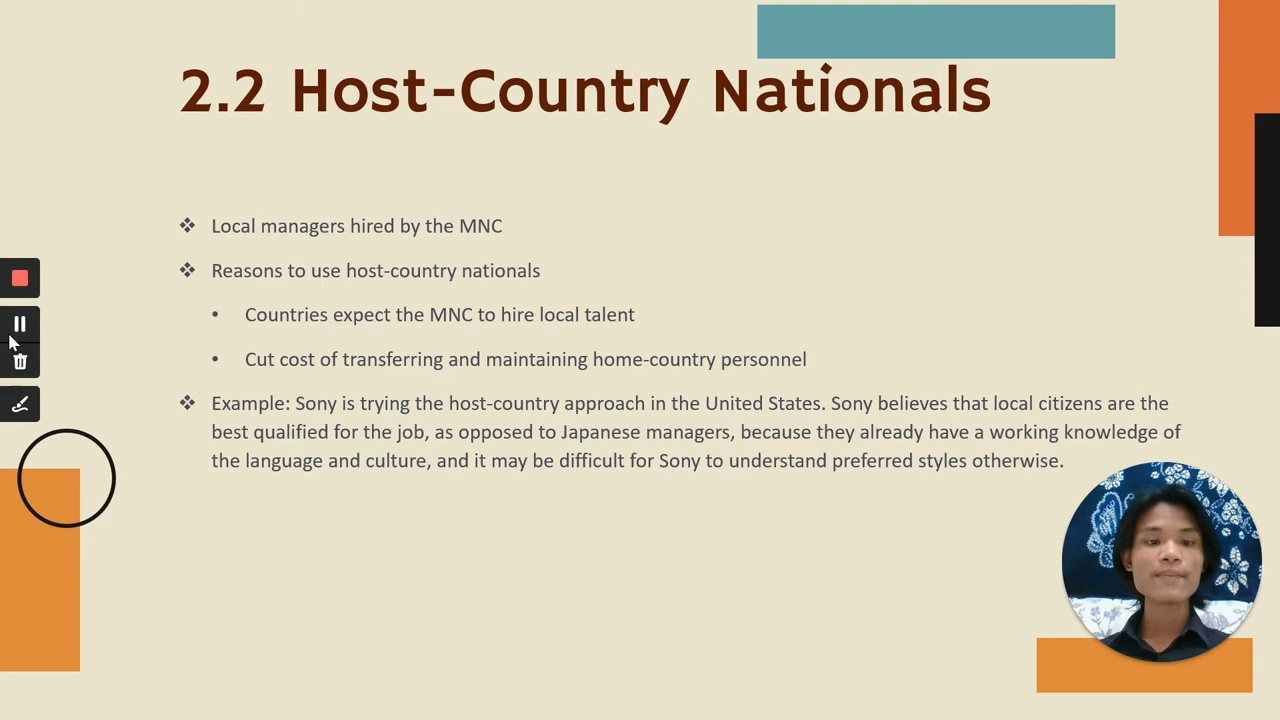 2.2 Host-Country Nationals
❖ Local managers hired by the MNC
❖ Reasons to use host-country nationals
• Countries expect the MNC to hire local talent
• Cut cost of transferring and maintaining home-country personnel
❖ Example: Sony is trying the host-country approach in the United States. Sony believes that local citizens are the
best qualified for the job, as opposed to Japanese managers, because they already have a working knowledge of
the language and culture, and it may be difficult for Sony to understand preferred styles otherwise.